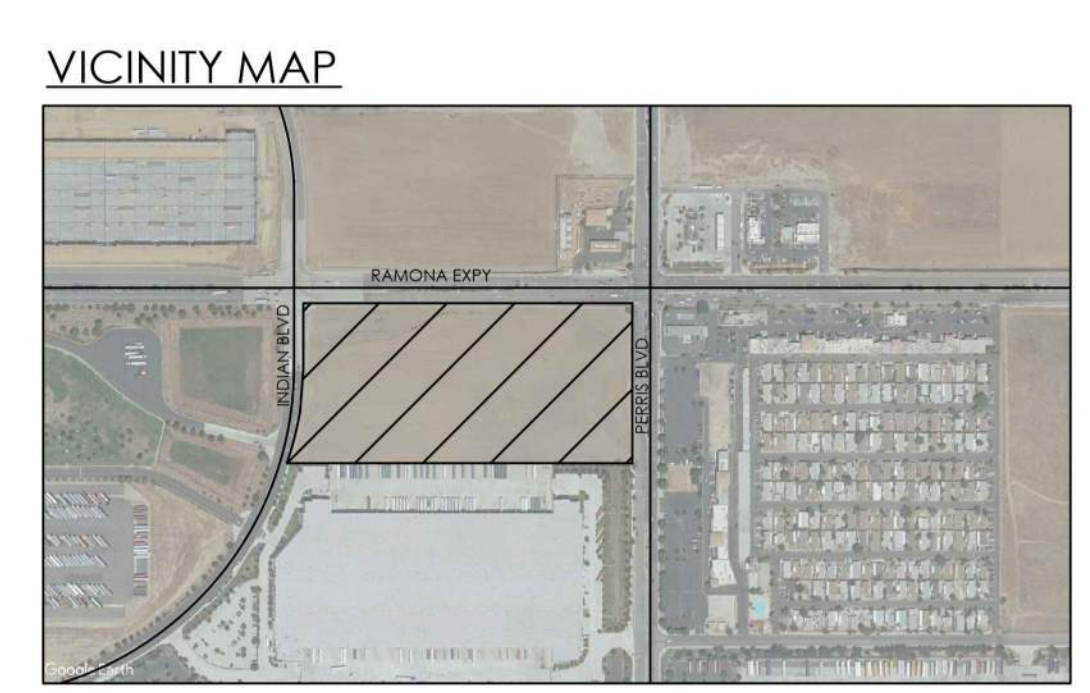 VICINITY MAP
RAMONA EXPY
INDIAN BLVD
PERRIS BLVD
Google Earth